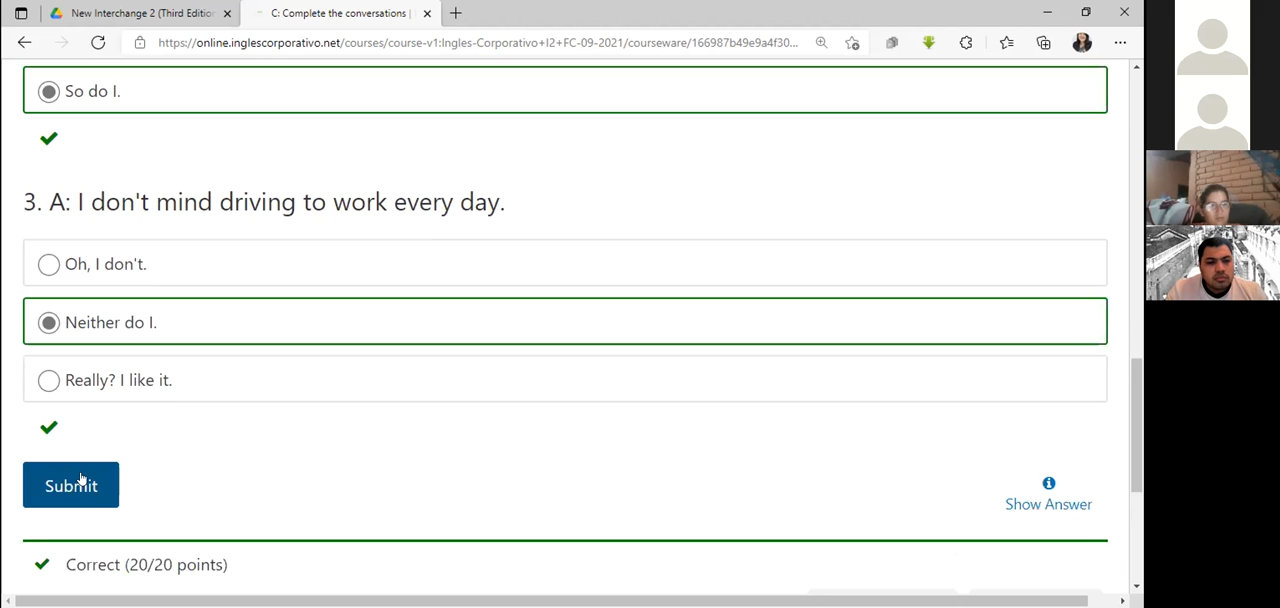 New Interchange 2 (Third Edition
C: Complete the conversations |
https://online.inglescorporativo.net/courses/course-v1:Ingles-Corporativo+I2+FC-09-2021/courseware/166987b49e9a4f30...
So do I.
3. A: I don't mind driving to work every day.
Oh, I don't.
Neither do I.
Really? I like it.
Submit
Show Answer
Correct (20/20 points)